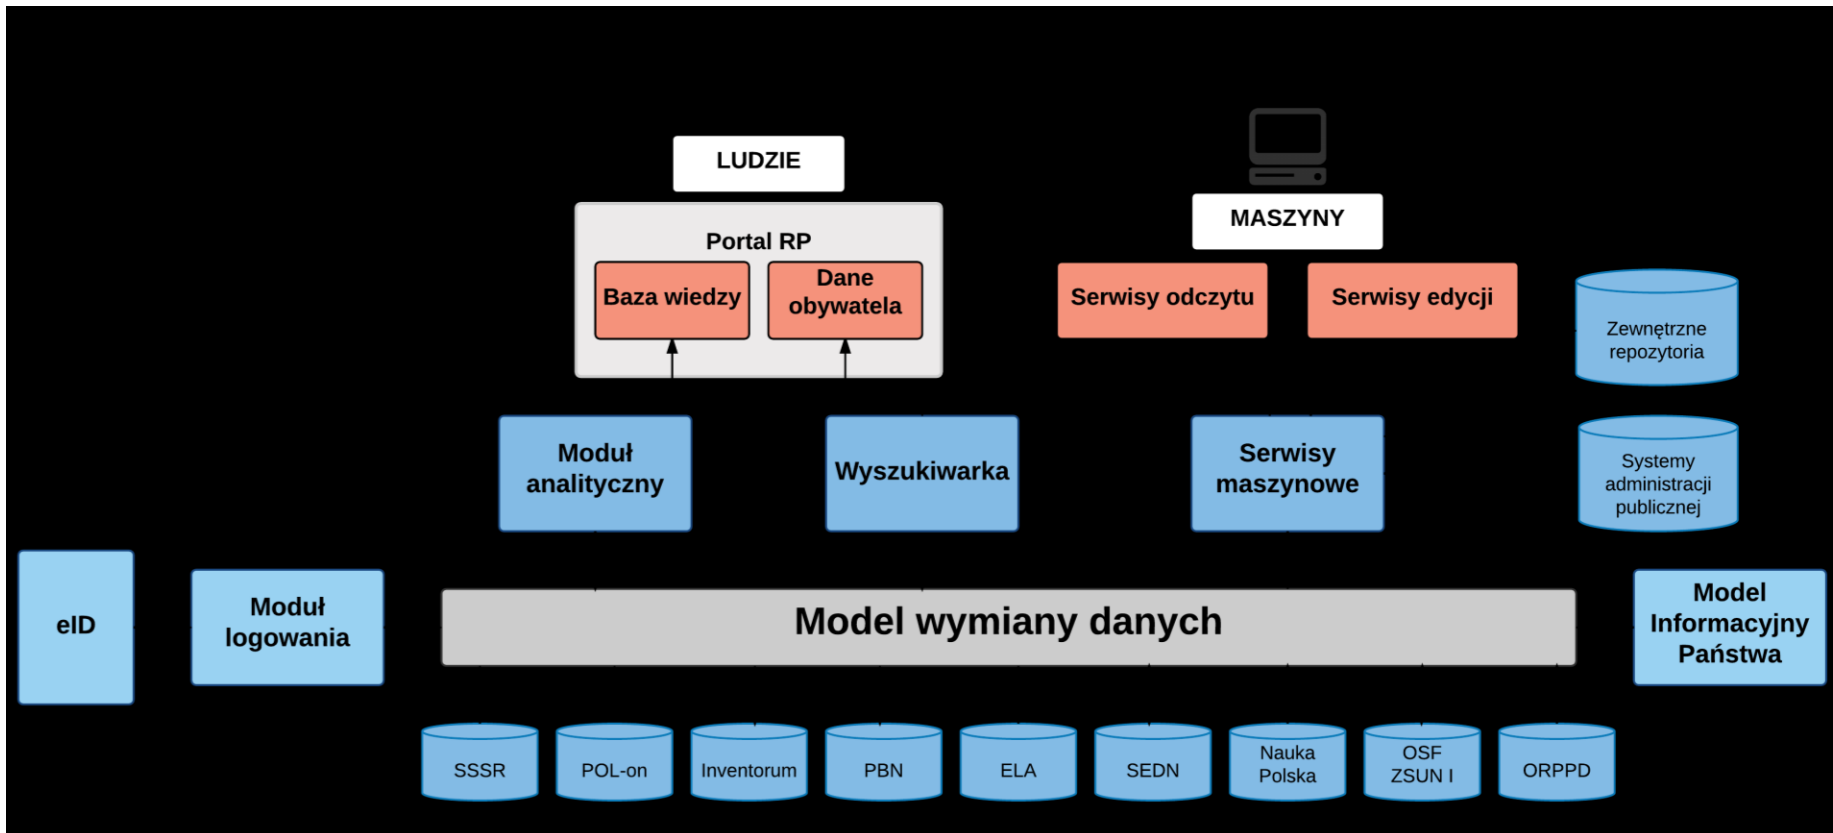 LUDZIE
MASZYNY
Portal RP
Baza wiedzy
Dane
obywatela
Serwisy odczytu
Serwisy edycji
Zewnętrzne
repozytoria
Moduł
analityczny
Wyszukiwarka
Serwisy
maszynowe
Systemy
administracji
publicznej
eID
Moduł
logowania
Model wymiany danych
Model
Informacyjny
Państwa
SSSR
POL-on
Inventorum
PBN
ELA
SEDN
Nauka
Polska
OSF
ZSUN I
ORPPD